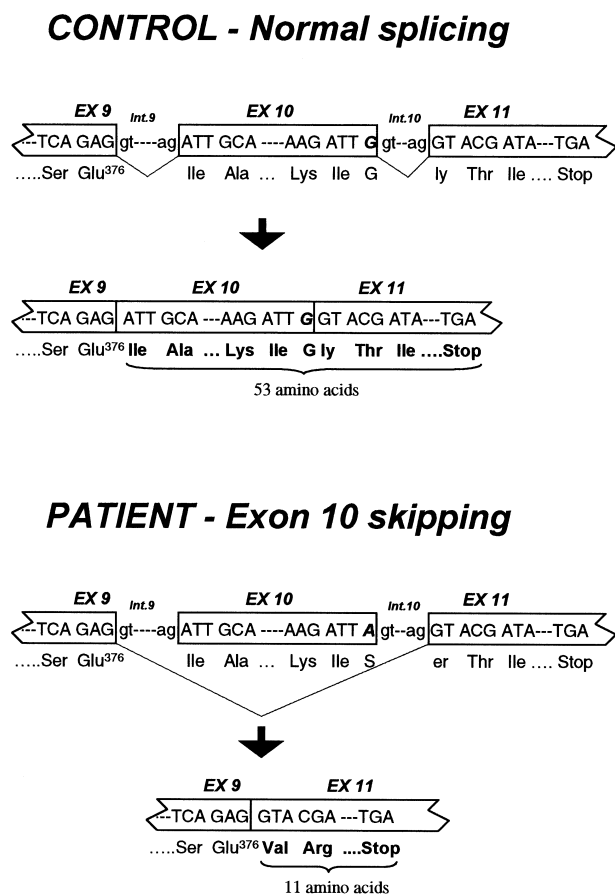 CONTROL - Normal splicing
EX 9 Int.9 EX 10 Int.10 EX 11
---TCA GAG gt----ag ATT GCA ----AAG ATT G gt--ag GT ACG ATA---TGA
.....Ser Glu376 Ile Ala ... Lys Ile G ly Thr Ile .... Stop
EX 9 EX 10 EX 11
---TCA GAG ATT GCA ---AAG ATT G GT ACG ATA---TGA
.....Ser Glu376 Ile Ala ... Lys Ile G ly Thr Ile ....Stop
53 amino acids
PATIENT - Exon 10 skipping
EX 9 Int.9 EX 10 Int.10 EX 11
---TCA GAG gt----ag ATT GCA ----AAG ATT A gt--ag GT ACG ATA---TGA
.....Ser Glu376 Ile Ala ... Lys Ile S er Thr Ile .... Stop
EX 9 EX 11
---TCA GAG GTA CGA ---TGA
.....Ser Glu376 Val Arg ....Stop
11 amino acids